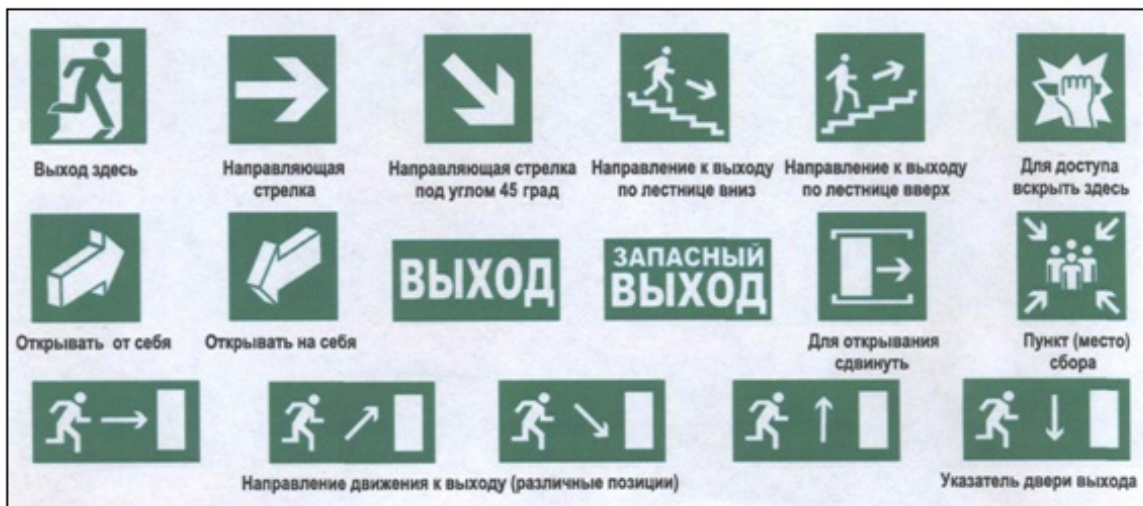 Выход здесь
Направляющая
стрелка
Направляющая стрелка
под углом 45 град
Направление к выходу
по лестнице вниз
Направление к выходу
по лестнице вверх
Для доступа
вскрыть здесь
Открывать от себя
Открывать на себя
ВЫХОД
ЗАПАСНЫЙ
ВЫХОД
Для открывания
сдвинуть
Пункт (место)
сбора
Направление движения к выходу (различные позиции)
Указатель двери выхода